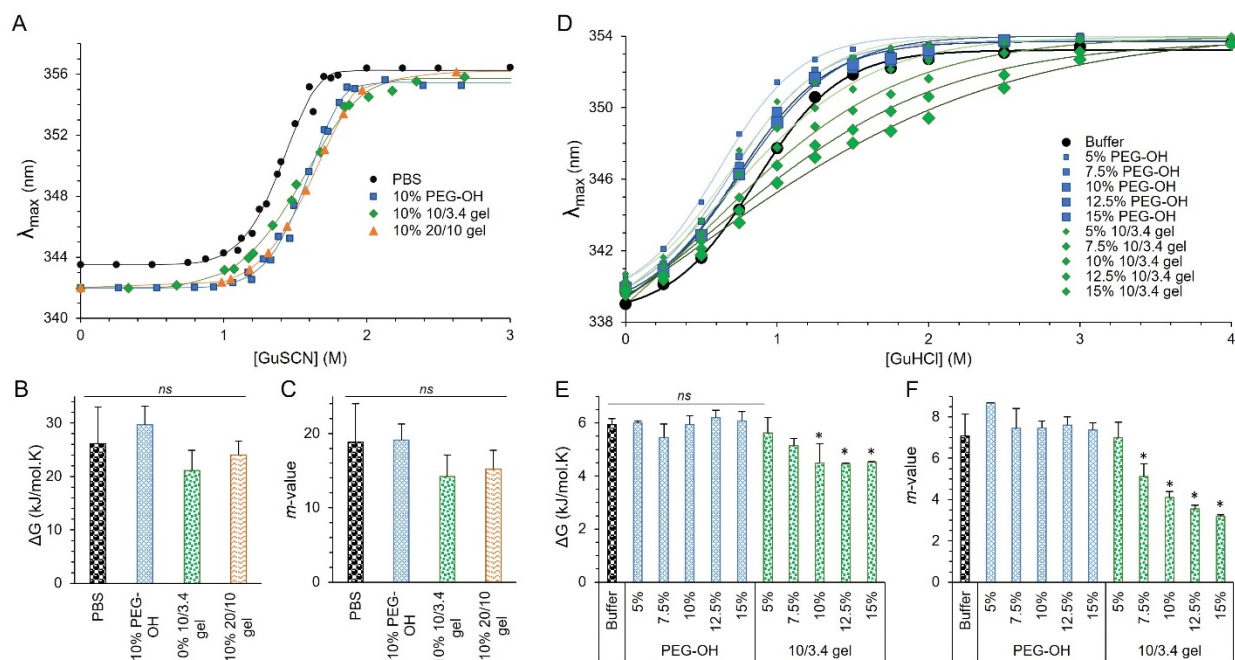 A
λmax (nm)
356
352
348
344
340
0
1
2
3
[GuSCN] (M)
PBS
10% PEG-OH
10% 10/3.4 gel
10% 20/10 gel
D
λmax (nm)
354
350
346
342
338
0
1
2
3
4
[GuHCl] (M)
Buffer
5% PEG-OH
7.5% PEG-OH
10% PEG-OH
12.5% PEG-OH
15% PEG-OH
5% 10/3.4 gel
7.5% 10/3.4 gel
10% 10/3.4 gel
12.5% 10/3.4 gel
15% 10/3.4 gel
B
ns
ΔG (kJ/mol.K)
30
20
10
0
PBS
10% PEG-
OH
0% 10/3.4
gel
10% 20/10
gel
C
m-value
20
10
0
PBS
10% PEG-
OH
10% 10/3.4
gel
10% 20/10
gel
E
ns
ΔG (kJ/mol.K)
8
6
4
2
0
* * *
Buffer
5%
7.5%
10%
12.5%
15%
5%
7.5%
10%
12.5%
15%
PEG-OH
10/3.4 gel
F
m-value
8
6
4
2
0
* * * *
Buffer
5%
7.5%
10%
12.5%
15%
5%
7.5%
10%
12.5%
15%
PEG-OH
10/3.4 gel